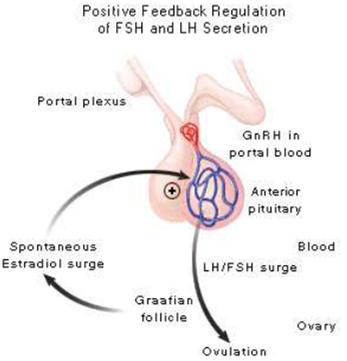 Positive Feedback Regulation
of FSH and LH Secretion
Portal plexus
GnRH in
portal blood
+
Anterior
pituitary
Spontaneous
Estradiol surge
Blood
LH/FSH surge
Graafian
follicle
Ovary
Ovulation